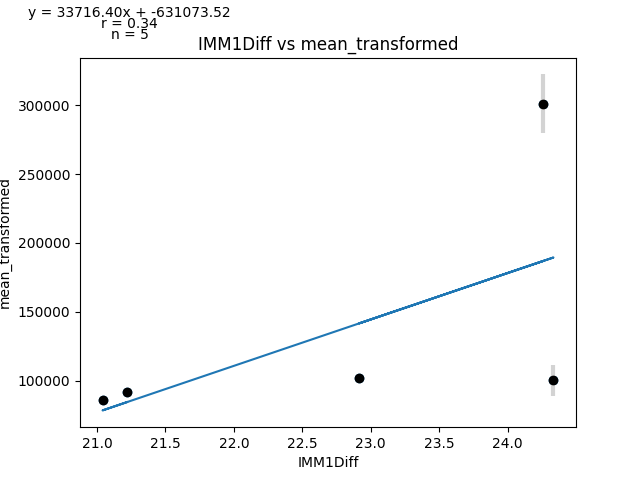 y = 33716.40x + -631073.52
r = 0.34
n = 5
IMM1Diff vs mean_transformed
300000
250000
200000
150000
100000
mean_transformed
21.0 21.5 22.0 22.5 23.0 23.5 24.0
IMM1Diff